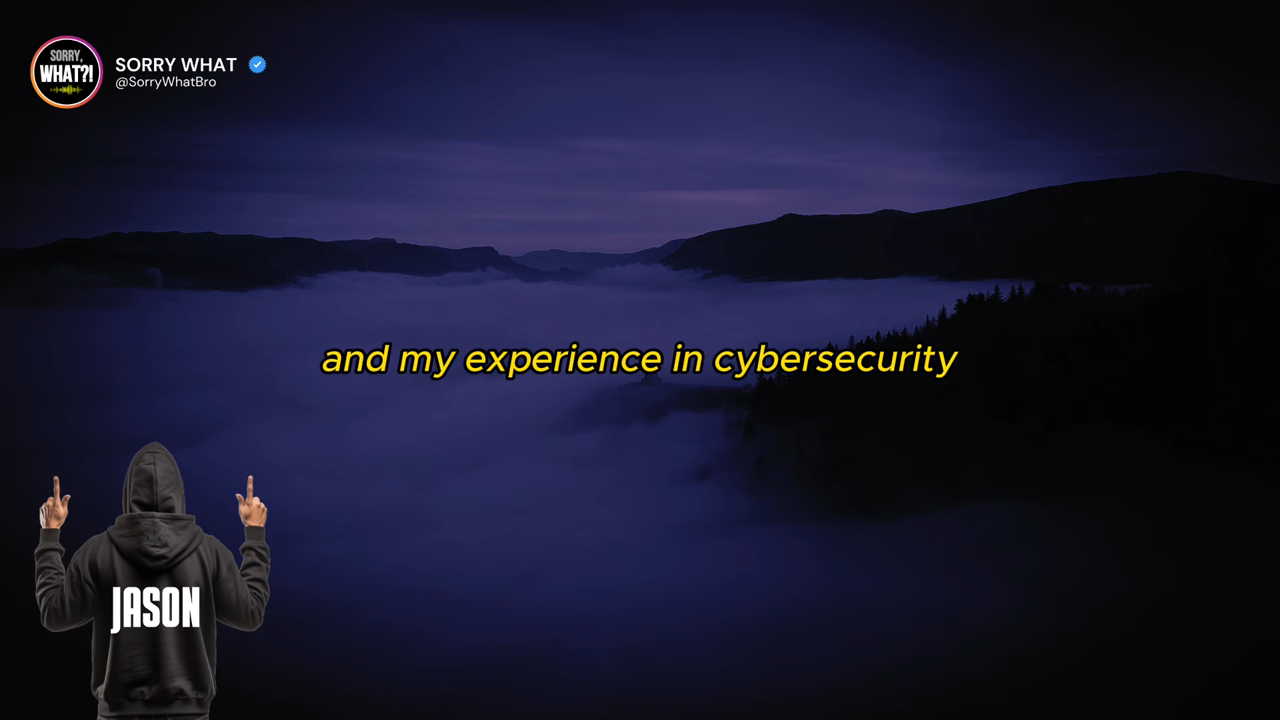 SORRY,
WHAT?!
SORRY WHAT
@SorryWhatBro
and my experience in cybersecurity
JASON